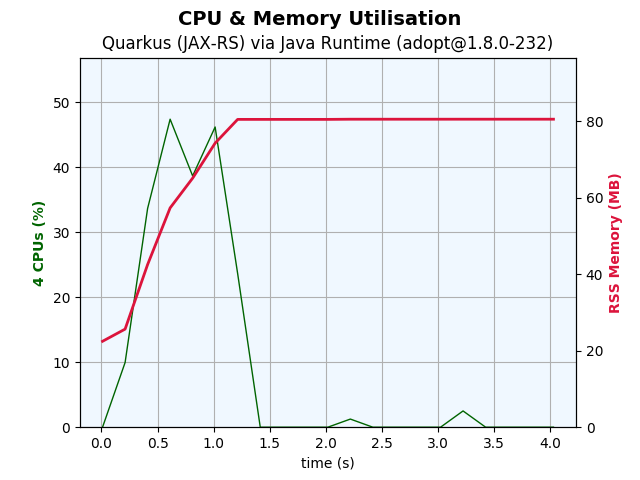 CPU & Memory Utilisation
Quarkus (JAX-RS) via Java Runtime (adopt@1.8.0-232)
50
40
30
20
10
0
4 CPUs (%)
80
60
40
20
0
RSS Memory (MB)
0.0 0.5 1.0 1.5 2.0 2.5 3.0 3.5 4.0
time (s)